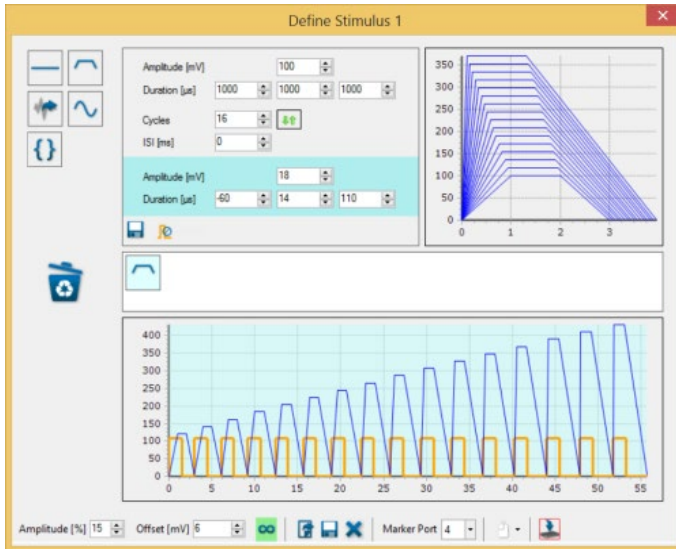 Define Stimulus 1
Amplitude [mV] 100
Duration [µs] 1000 1000 1000
Cycles 16
ISI [ms] 0
Amplitude [mV] 18
Duration [µs] -60 14 110
{}
350
300
250
200
150
100
50
0
0 1 2 3
400
350
300
250
200
150
100
50
0
0 5 10 15 20 25 30 35 40 45 50 55
Amplitude [%] 15 Offset [mV] 6 Marker Port 4